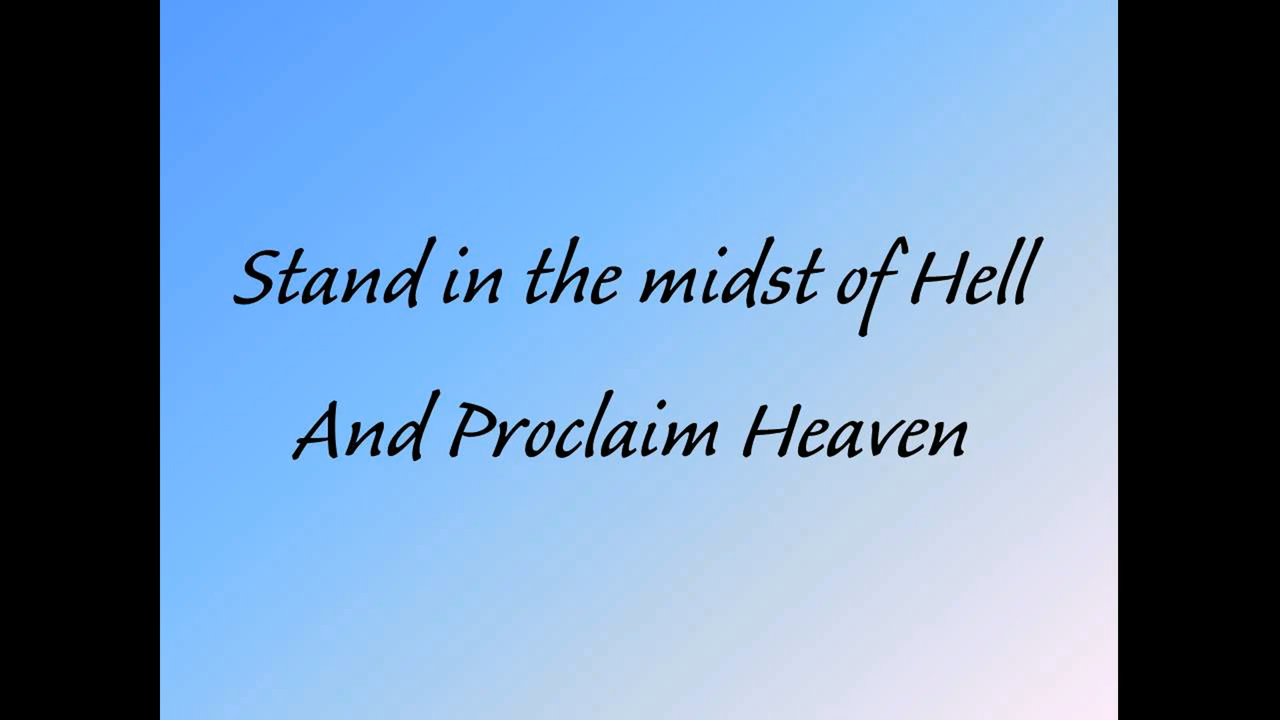 Stand in the midst of Hell
And Proclaim Heaven